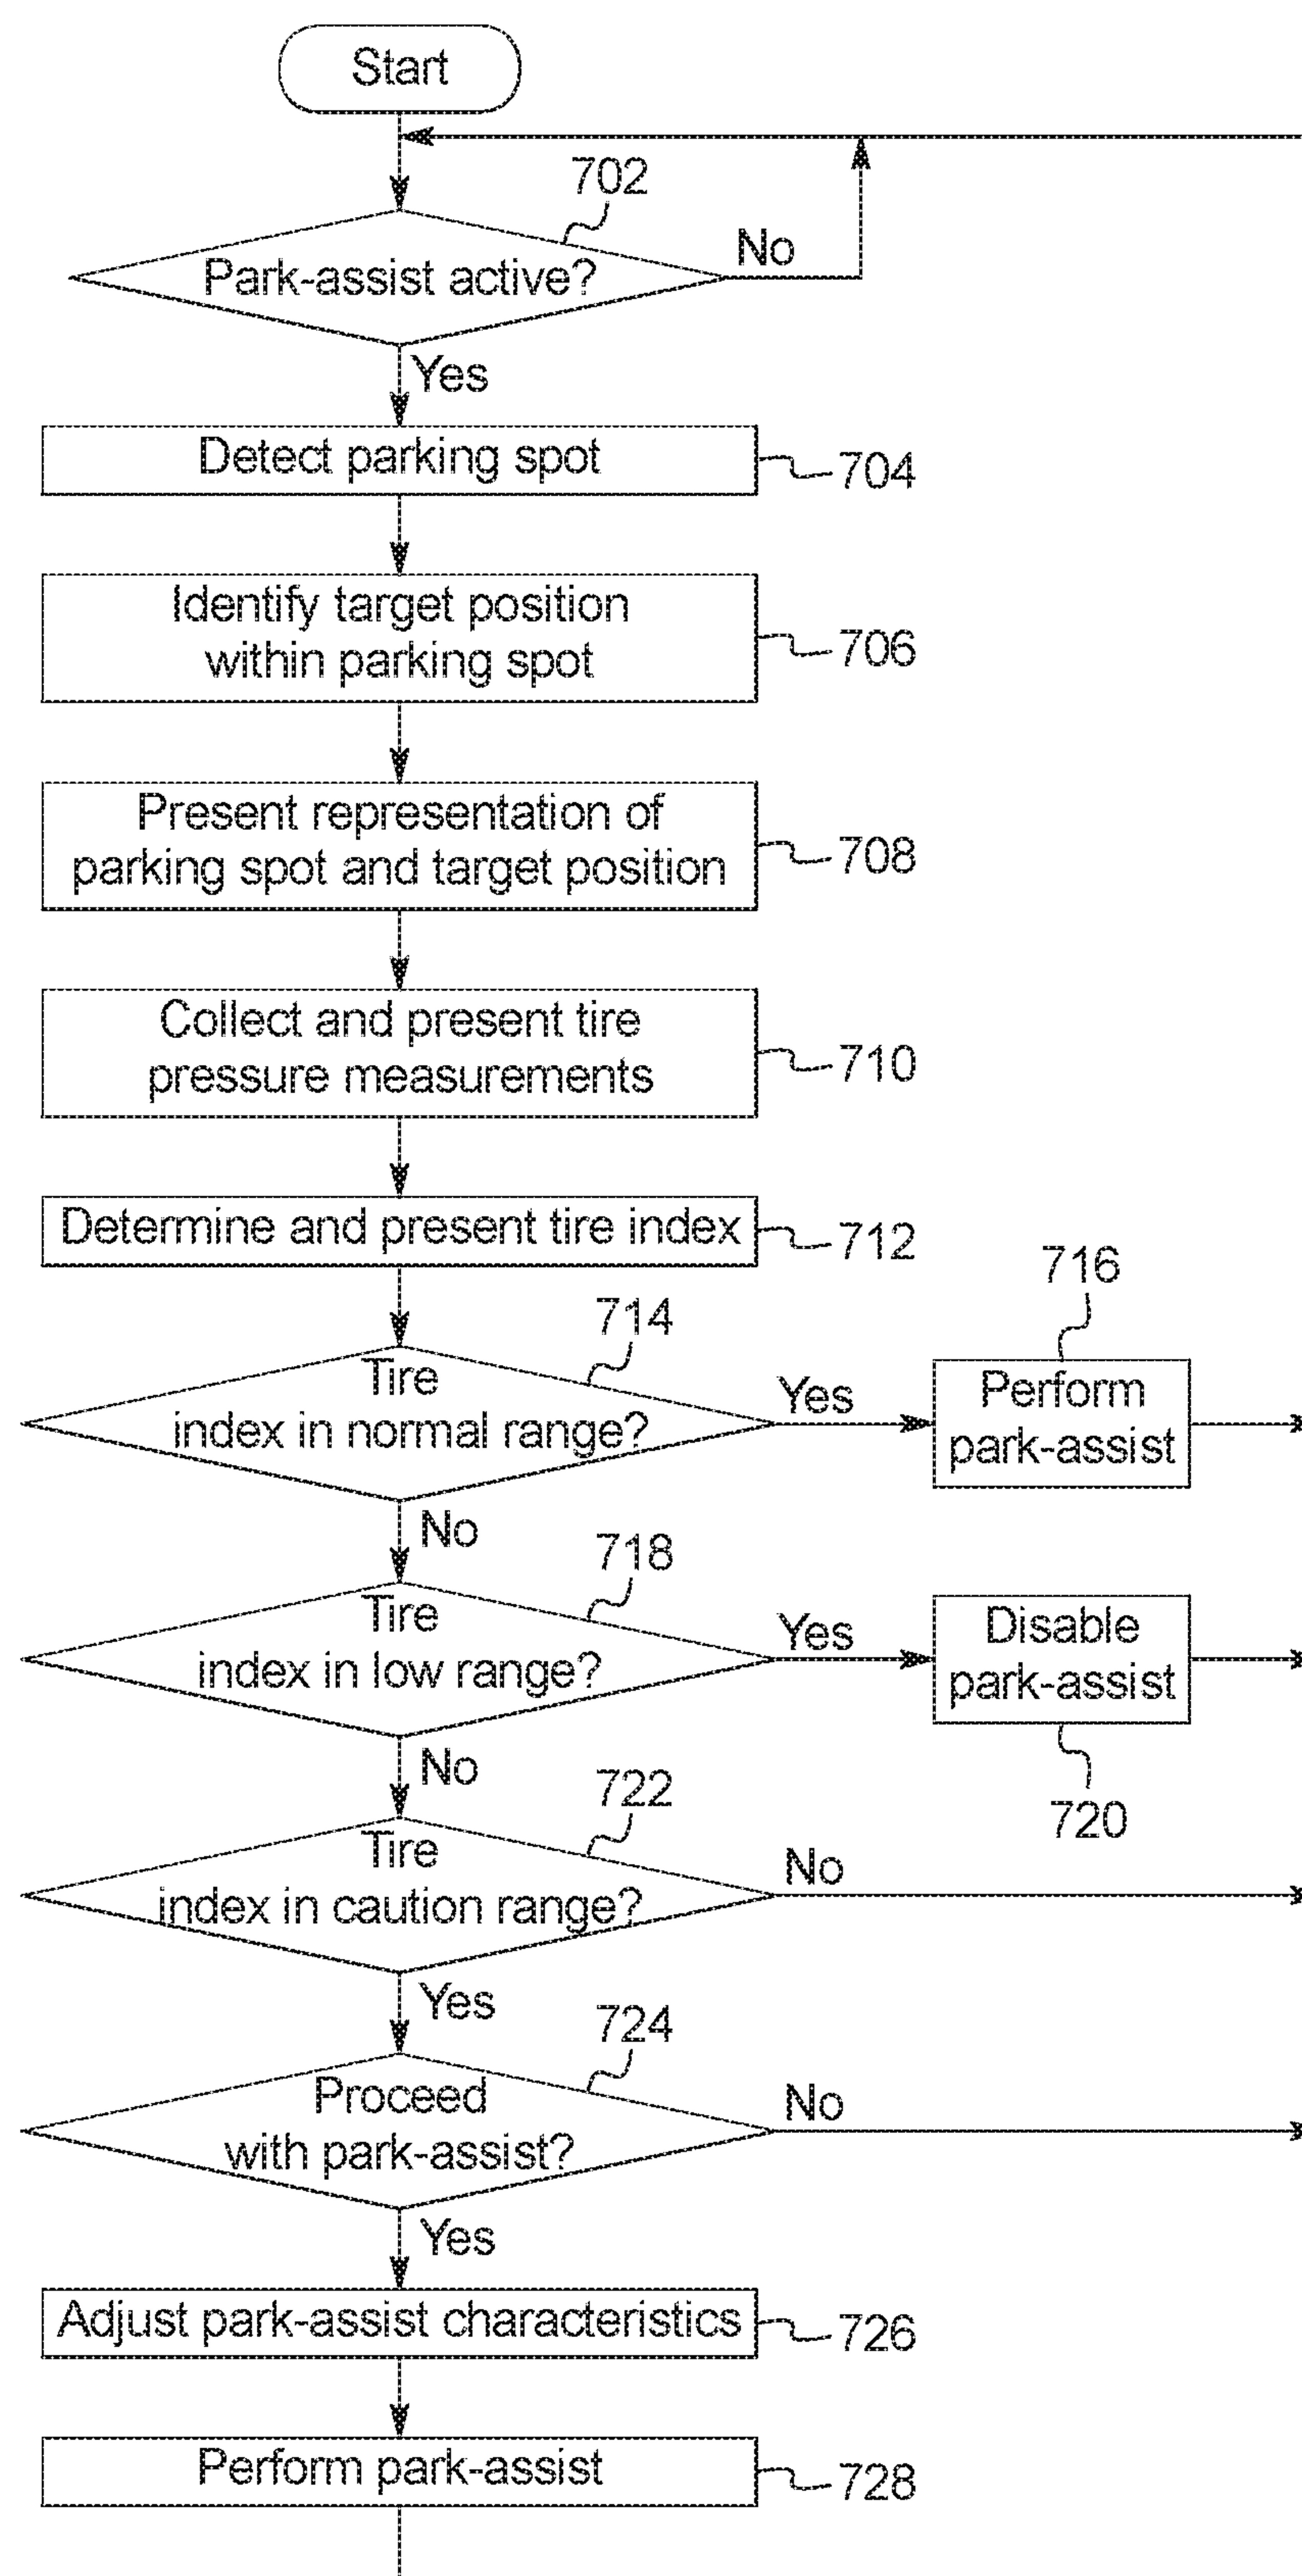 Start
702
Park-assist active?
No
Yes
Detect parking spot
704
Identify target position
within parking spot
706
Present representation of
parking spot and target position
708
Collect and present tire
pressure measurements
710
Determine and present tire index
712
714
Tire
index in normal range?
Yes
716
Perform
park-assist
No
718
Tire
index in low range?
Yes
Disable
park-assist
720
No
722
Tire
index in caution range?
No
Yes
724
Proceed
with park-assist?
No
Yes
Adjust park-assist characteristics
726
Perform park-assist
728